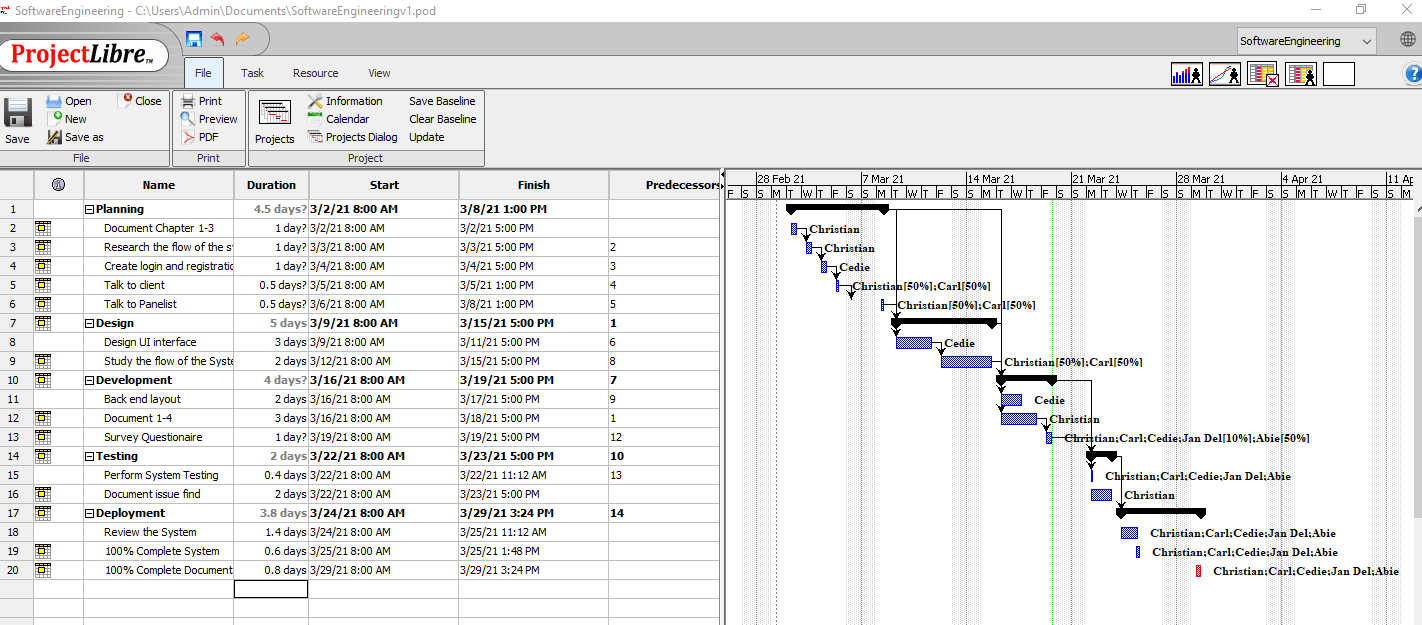 SoftwareEngineering - C:\Users\Admin\Documents\SoftwareEngineeringv1.pod
ProjectLibre TM
SoftwareEngineering
File Task Resource View
Save Open New Save as Close
File
Print Preview PDF
Print
Projects Information Calendar Projects Dialog Save Baseline Clear Baseline Update
Project
Name Duration Start Finish Predecessors
28 Feb 21 7 Mar 21 14 Mar 21 21 Mar 21 28 Mar 21 4 Apr 21 11 Ap
F S S M T W T F S S M T W T F S S M T W T F S S M T W T F S S M T W T F S S M T W T F S S M
1 Planning 4.5 days? 3/2/21 8:00 AM 3/8/21 1:00 PM
2 Document Chapter 1-3 1 day? 3/2/21 8:00 AM 3/2/21 5:00 PM Christian
3 Research the flow of the s 1 day? 3/3/21 8:00 AM 3/3/21 5:00 PM 2 Christian
4 Create login and registratic 1 day? 3/4/21 8:00 AM 3/4/21 5:00 PM 3 Cedie
5 Talk to client 0.5 days? 3/5/21 8:00 AM 3/5/21 1:00 PM 4 Christian[50%];Carl[50%]
6 Talk to Panelist 0.5 days? 3/6/21 8:00 AM 3/8/21 1:00 PM 5 Christian[50%];Carl[50%]
7 Design 5 days 3/9/21 8:00 AM 3/15/21 5:00 PM 1
8 Design UI interface 3 days 3/9/21 8:00 AM 3/11/21 5:00 PM 6 Cedie
9 Study the flow of the Syste 2 days 3/12/21 8:00 AM 3/15/21 5:00 PM 8 Christian[50%];Carl[50%]
10 Development 4 days? 3/16/21 8:00 AM 3/19/21 5:00 PM 7
11 Back end layout 2 days 3/16/21 8:00 AM 3/17/21 5:00 PM 9 Cedie
12 Document 1-4 3 days 3/16/21 8:00 AM 3/18/21 5:00 PM 1 Christian
13 Survey Questionaire 1 day? 3/19/21 8:00 AM 3/19/21 5:00 PM 12 Christian;Carl;Cedie;Jan Del[10%];Abie[50%]
14 Testing 2 days 3/22/21 8:00 AM 3/23/21 5:00 PM 10
15 Perform System Testing 0.4 days 3/22/21 8:00 AM 3/22/21 11:12 AM 13 Christian;Carl;Cedie;Jan Del;Abie
16 Document issue find 2 days 3/22/21 8:00 AM 3/23/21 5:00 PM Christian
17 Deployment 3.8 days 3/24/21 8:00 AM 3/29/21 3:24 PM 14
18 Review the System 1.4 days 3/24/21 8:00 AM 3/25/21 11:12 AM Christian;Carl;Cedie;Jan Del;Abie
19 100% Complete System 0.6 days 3/25/21 8:00 AM 3/25/21 1:48 PM Christian;Carl;Cedie;Jan Del;Abie
20 100% Complete Document 0.8 days 3/29/21 8:00 AM 3/29/21 3:24 PM Christian;Carl;Cedie;Jan Del;Abie